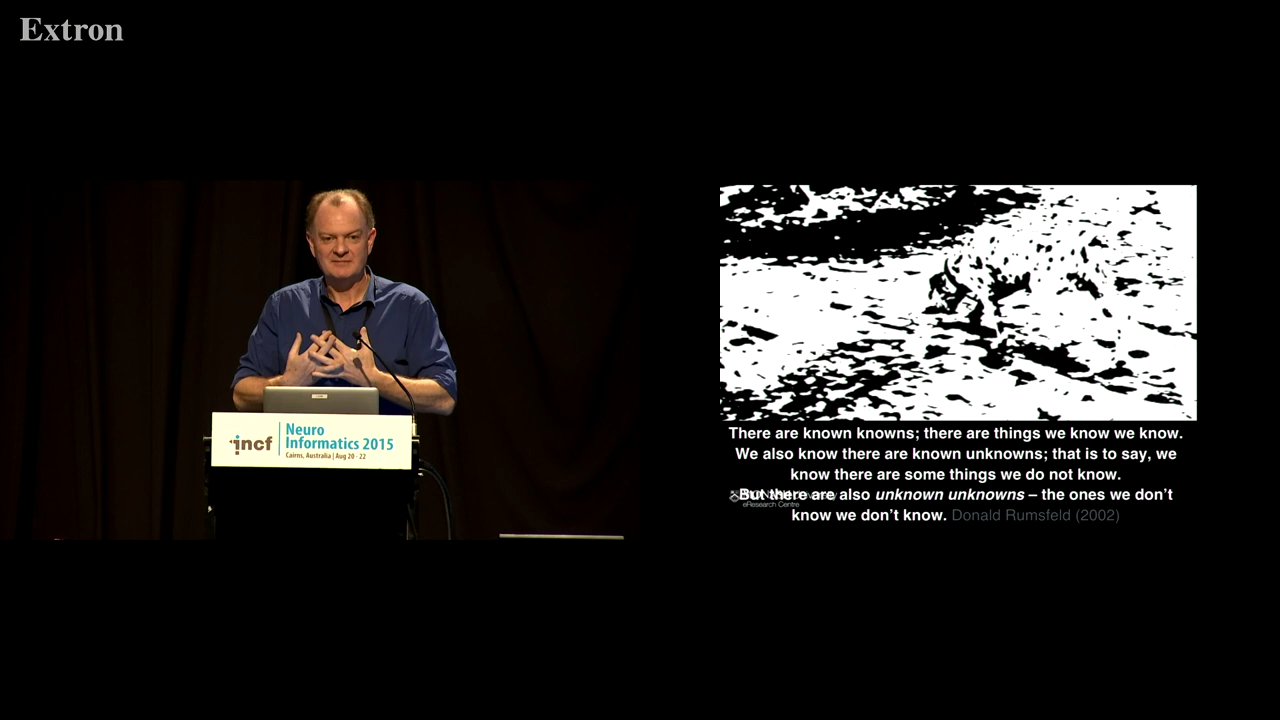 Extron
incf
Neuro
Informatics 2015
Cairns, Australia | Aug 20 - 22
There are known knowns; there are things we know we know.
We also know there are known unknowns; that is to say, we
know there are some things we do not know.
But there are also unknown unknowns – the ones we don't
eResearch Centre
know we don't know. Donald Rumsfeld (2002)